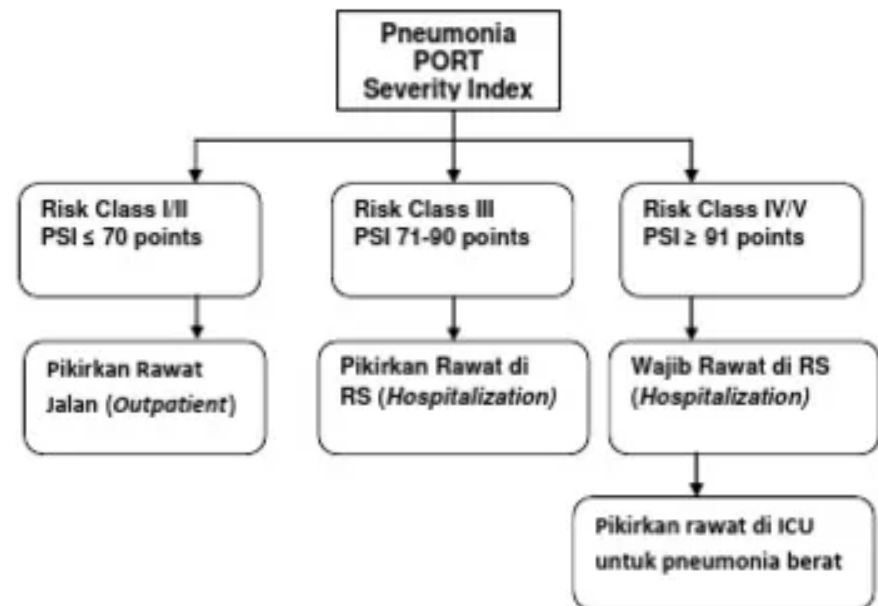 Pneumonia
PORT
Severity Index
Risk Class I/II
PSI ≤ 70 points
Risk Class III
PSI 71-90 points
Risk Class IV/V
PSI ≥ 91 points
Pikirkan Rawat
Jalan (Outpatient)
Pikirkan Rawat di
RS (Hospitalization)
Wajib Rawat di RS
(Hospitalization)
Pikirkan rawat di ICU
untuk pneumonia berat